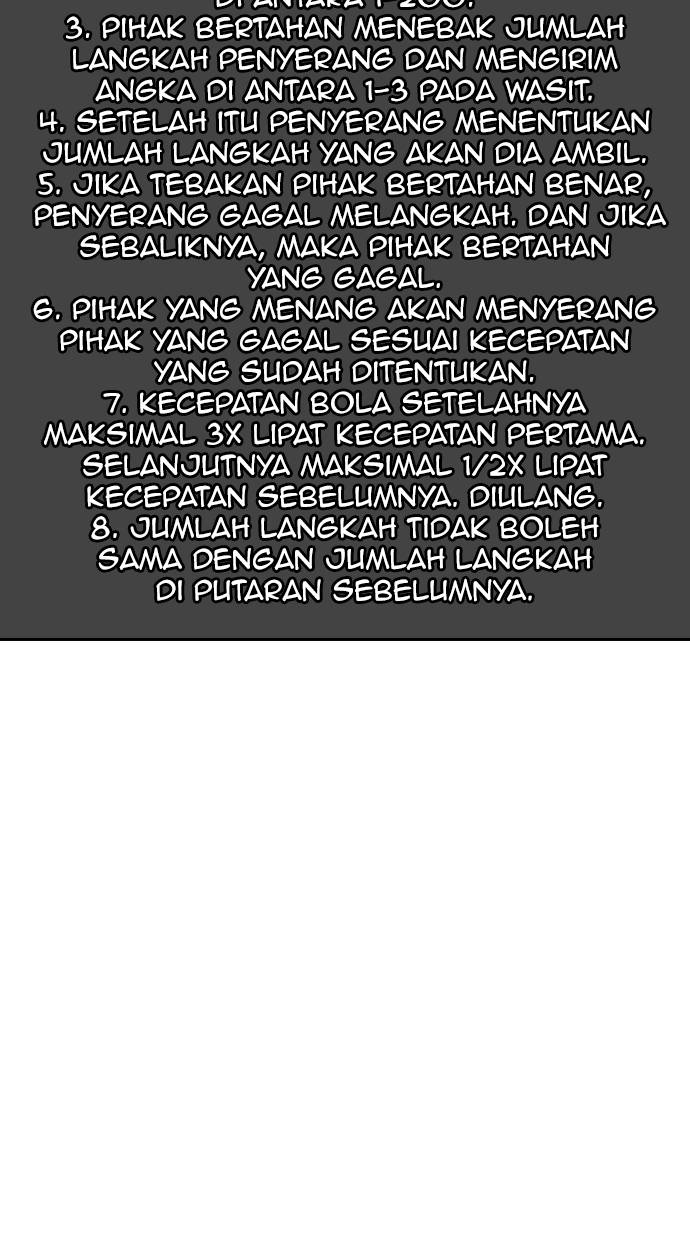 DI ANTARA 1-200.
3. PIHAK BERTAHAN MENEBAK JUMLAH
LANGKAH PENYERANG DAN MENGIRIM
ANGKA DI ANTARA 1-3 PADA WASIT.
4. SETELAH ITU PENYERANG MENENTUKAN
JUMLAH LANGKAH YANG AKAN DIA AMBIL.
5. JIKA TEBAKAN PIHAK BERTAHAN BENAR,
PENYERANG GAGAL MELANGKAH. DAN JIKA
SEBALIKNYA, MAKA PIHAK BERTAHAN
YANG GAGAL.
6. PIHAK YANG MENANG AKAN MENYERANG
PIHAK YANG GAGAL SESUAI KECEPATAN
YANG SUDAH DITENTUKAN.
7. KECEPATAN BOLA SETELAHNYA
MAKSIMAL 3X LIPAT KECEPATAN PERTAMA.
SELANJUTNYA MAKSIMAL 1/2X LIPAT
KECEPATAN SEBELUMNYA. DIULANG.
8. JUMLAH LANGKAH TIDAK BOLEH
SAMA DENGAN JUMLAH LANGKAH
DI PUTARAN SEBELUMNYA.